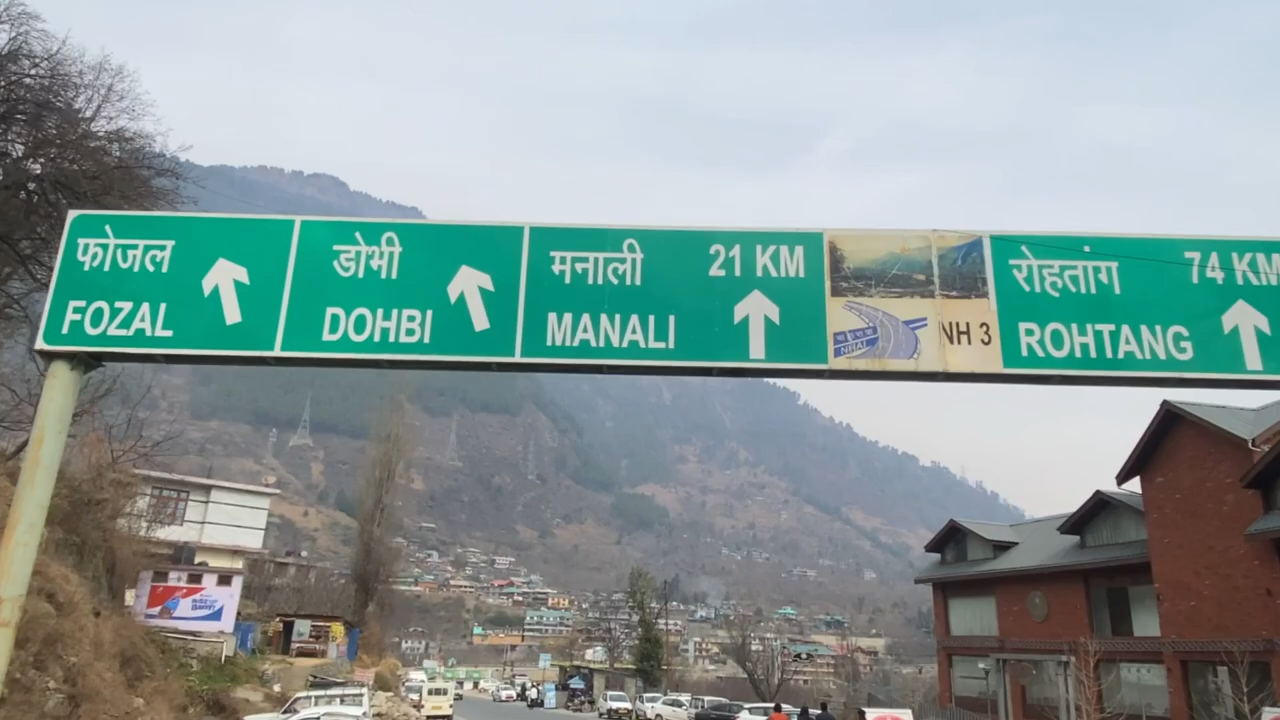 फोजल
FOZAL
डोभी
DOHBI
मनाली 21 KM
MANALI
NHAI
NH 3
रोहतांग 74 KM
ROHTANG